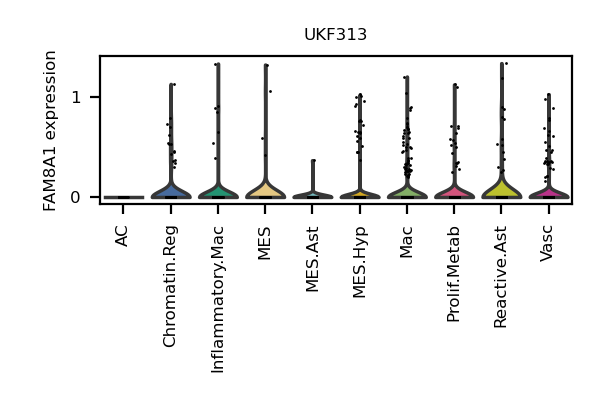 UKF313
FAM8A1 expression
1
0
AC
Chromatin.Reg
Inflammatory.Mac
MES
MES.Ast
MES.Hyp
Mac
Prolif.Metab
Reactive.Ast
Vasc